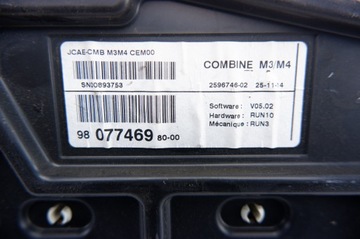 JCAE-CMB M3M4 CEM00
COMBINE M3/M4
SN00893753
2596746-02 25-11-14
98 077469 80-00
Software : V05.02
Hardware : RUN10
Mécanique : RUN3